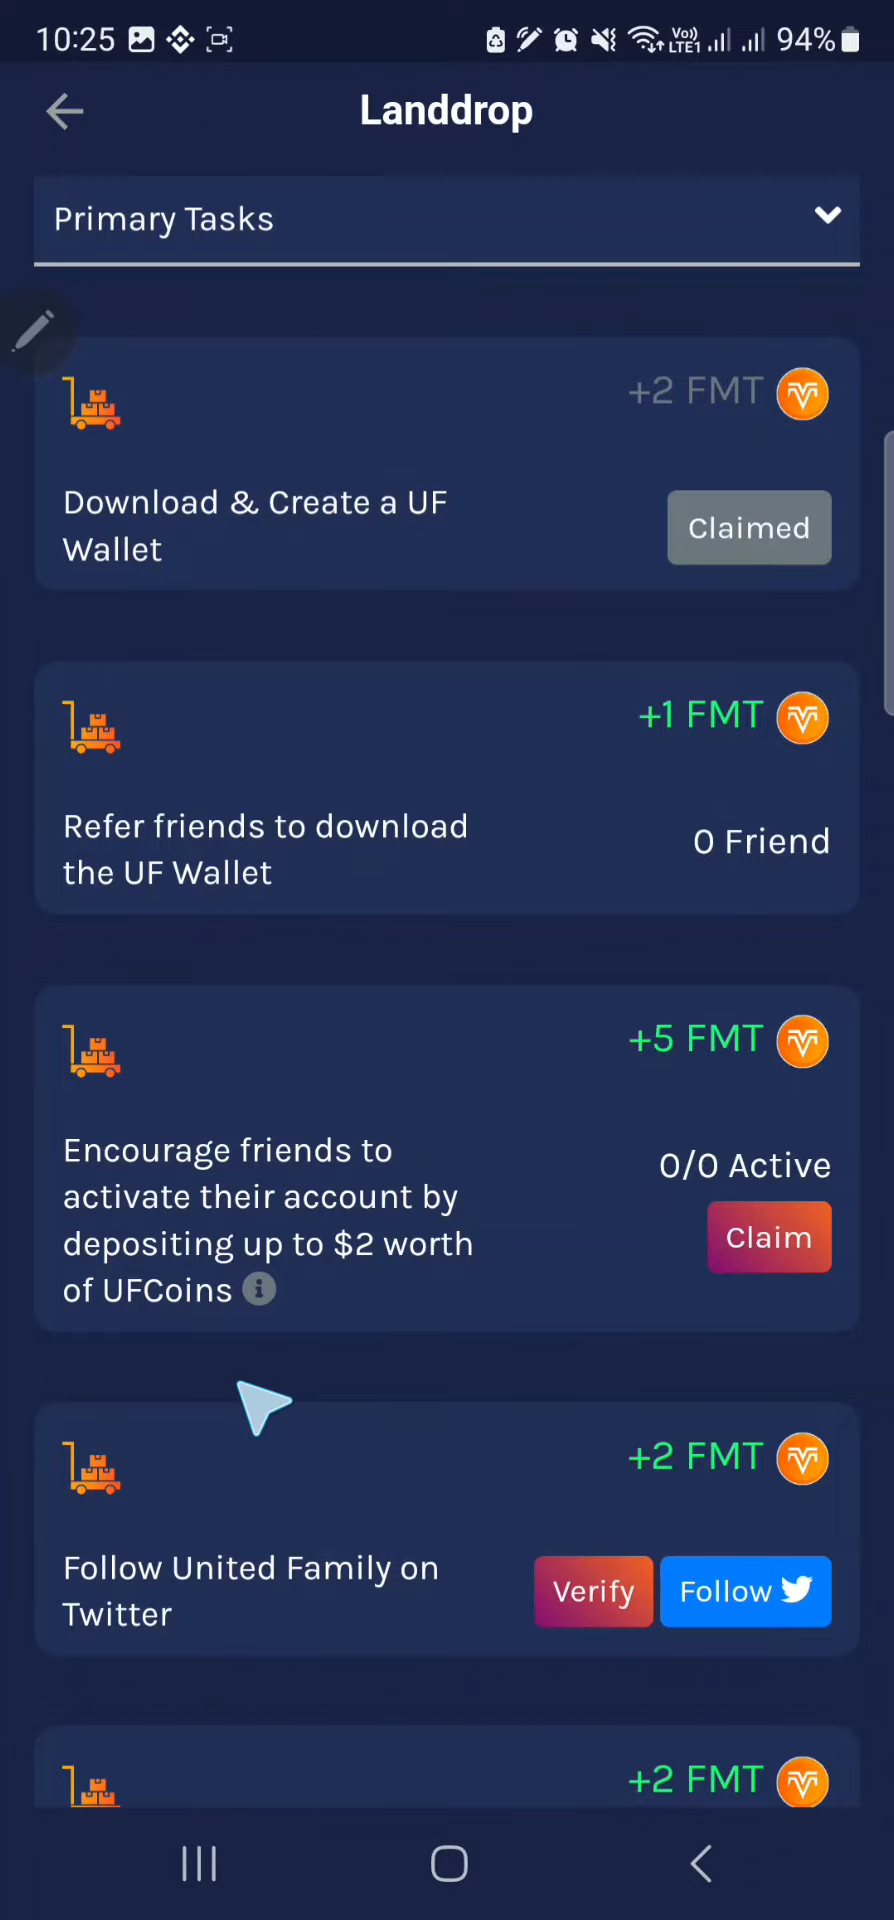 10:25
Vo)) LTE1 94%
Landdrop
Primary Tasks
+2 FMT
Download & Create a UF
Wallet
Claimed
+1 FMT
Refer friends to download
the UF Wallet
0 Friend
+5 FMT
Encourage friends to
activate their account by
depositing up to $2 worth
of UFCoins
0/0 Active
Claim
+2 FMT
Follow United Family on
Twitter
Verify
Follow
+2 FMT